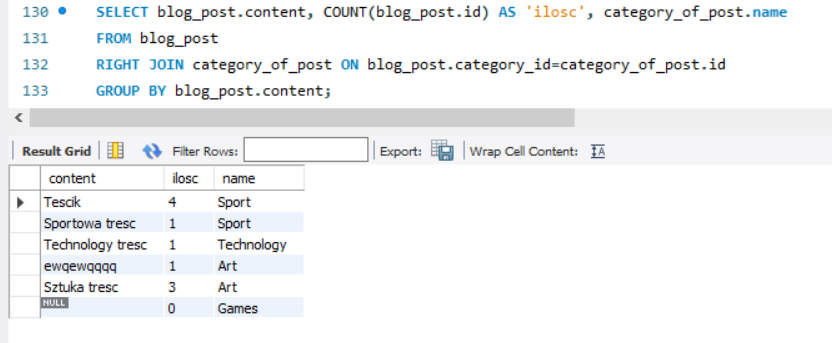 130 SELECT blog_post.content, COUNT(blog_post.id) AS 'ilosc', category_of_post.name
131 FROM blog_post
132 RIGHT JOIN category_of_post ON blog_post.category_id=category_of_post.id
133 GROUP BY blog_post.content;
Result Grid Filter Rows: Export: Wrap Cell Content: IA
content ilosc name
Tescik 4 Sport
Sportowa tresc 1 Sport
Technology tresc 1 Technology
ewqewqqqq 1 Art
Sztuka tresc 3 Art
NULL 0 Games